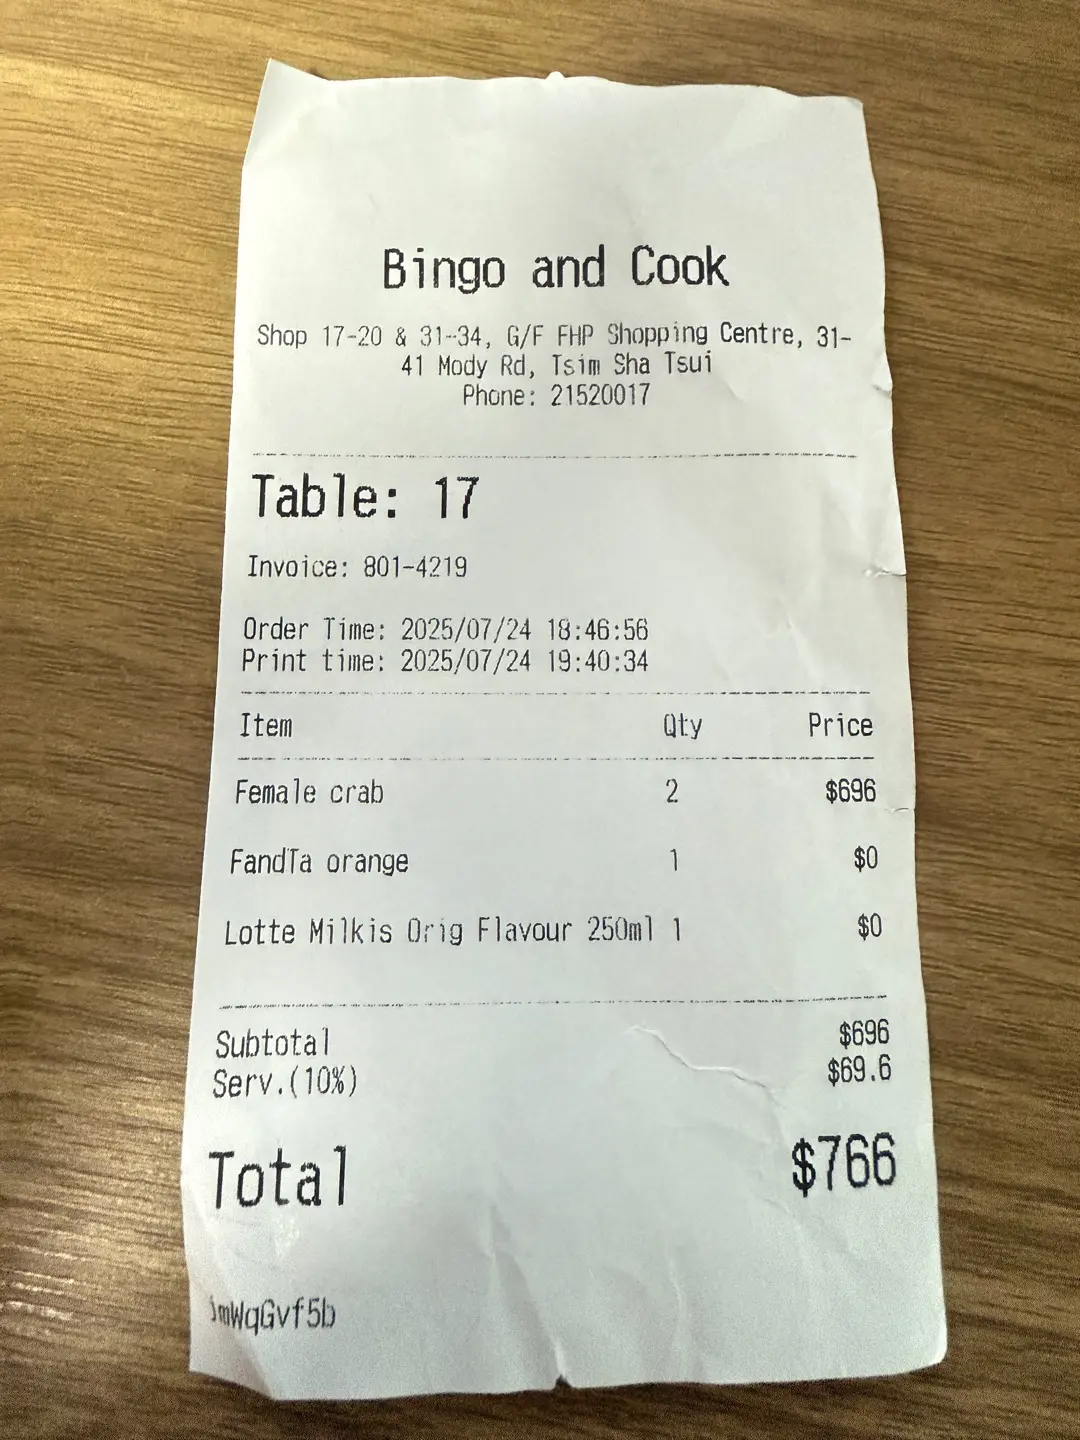 Bingo and Cook
Shop 17-20 & 31-34, G/F FHP Shopping Centre, 31-
41 Mody Rd, Tsim Sha Tsui
Phone: 21520017
Table: 17
Invoice: 801-4219
Order Time: 2025/07/24 18:46:56
Print time: 2025/07/24 19:40:34
Item Qty Price
Female crab 2 $696
FandTa orange 1 $0
Lotte Milkis Orig Flavour 250ml 1 $0
Subtotal $696
Serv.(10%) $69.6
Total $766
jmWqGvf5b